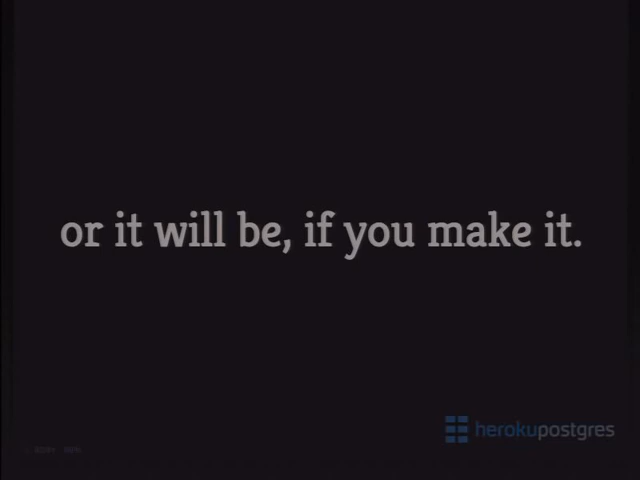 or it will be, if you make it.
herokupostgres